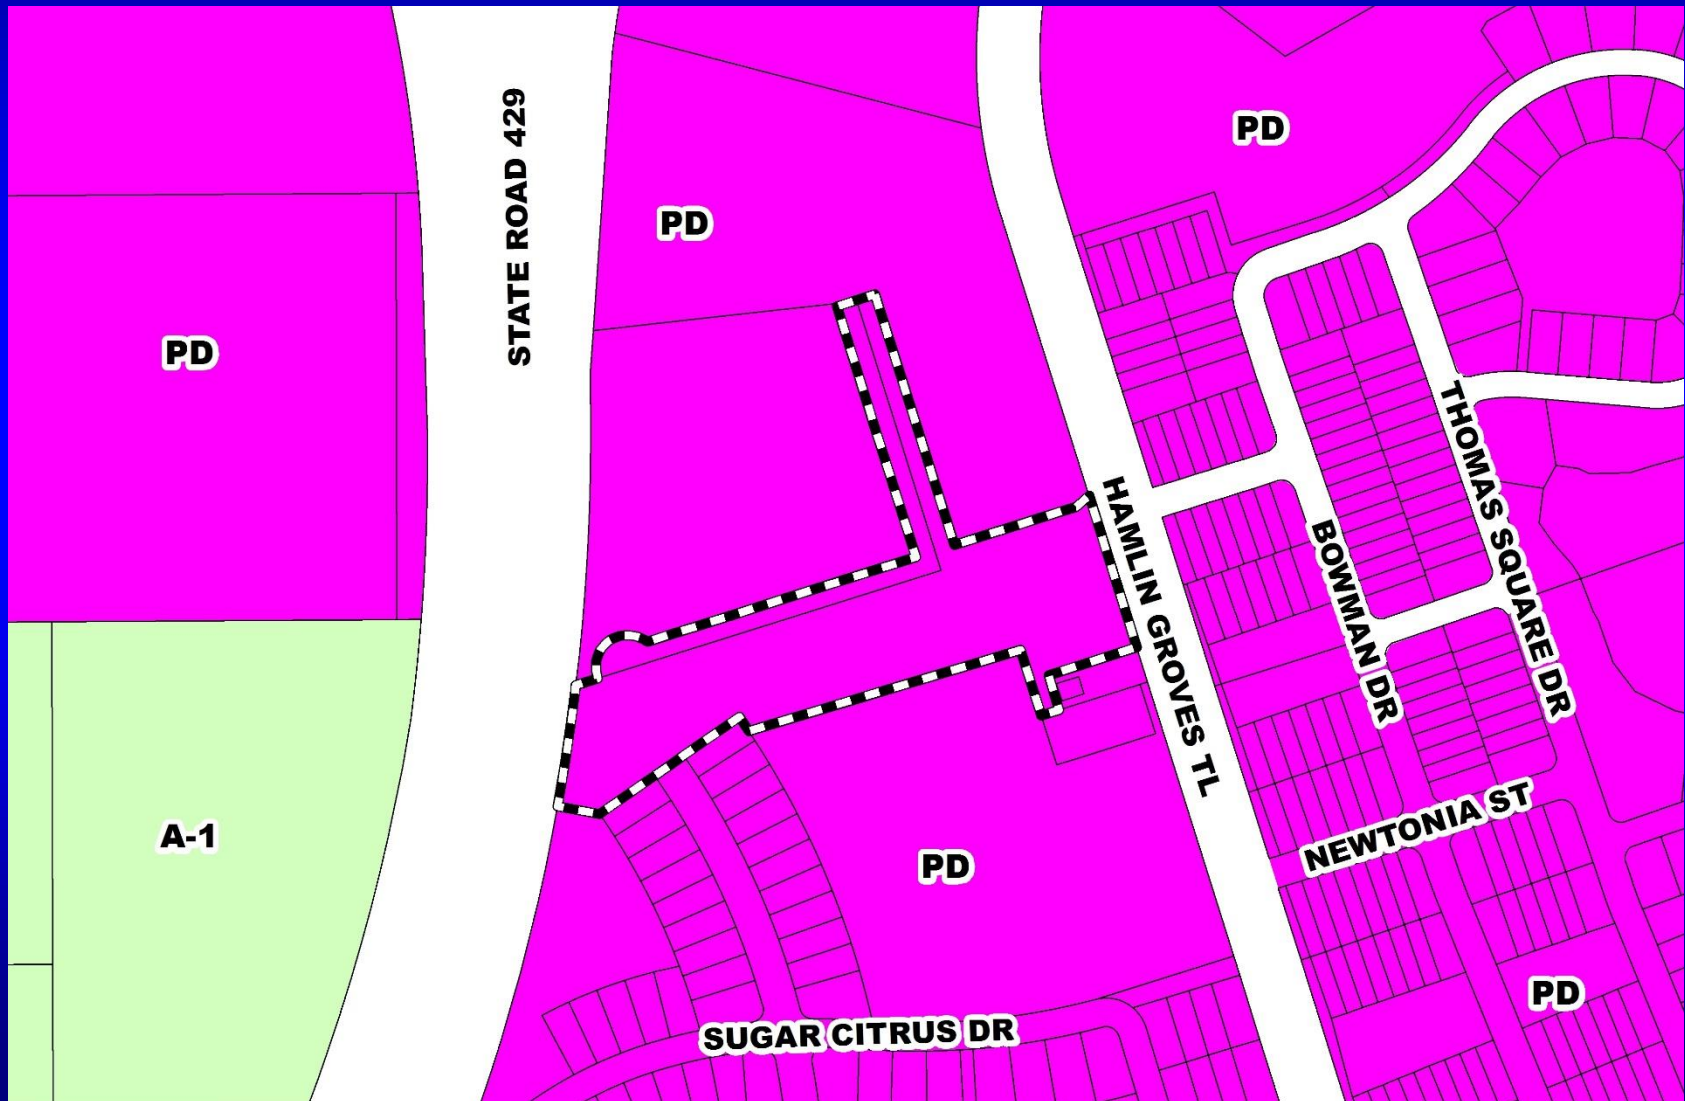 PD
STATE ROAD 429
PD
PD
THOMAS SQUARE DR
HAMLIN GROVES TL
BOWMAN DR
NEWTONIA ST
A-1
PD
PD
SUGAR CITRUS DR